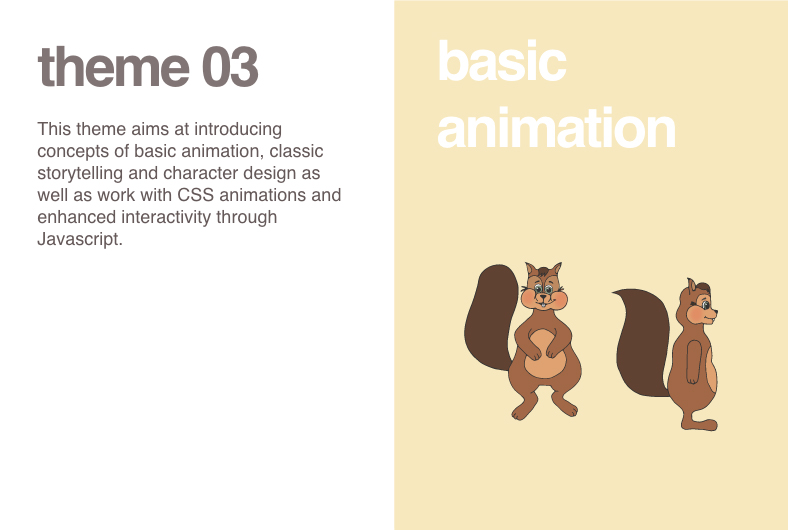 theme 03
This theme aims at introducing
concepts of basic animation, classic
storytelling and character design as
well as work with CSS animations and
enhanced interactivity through
Javascript.
basic
animation